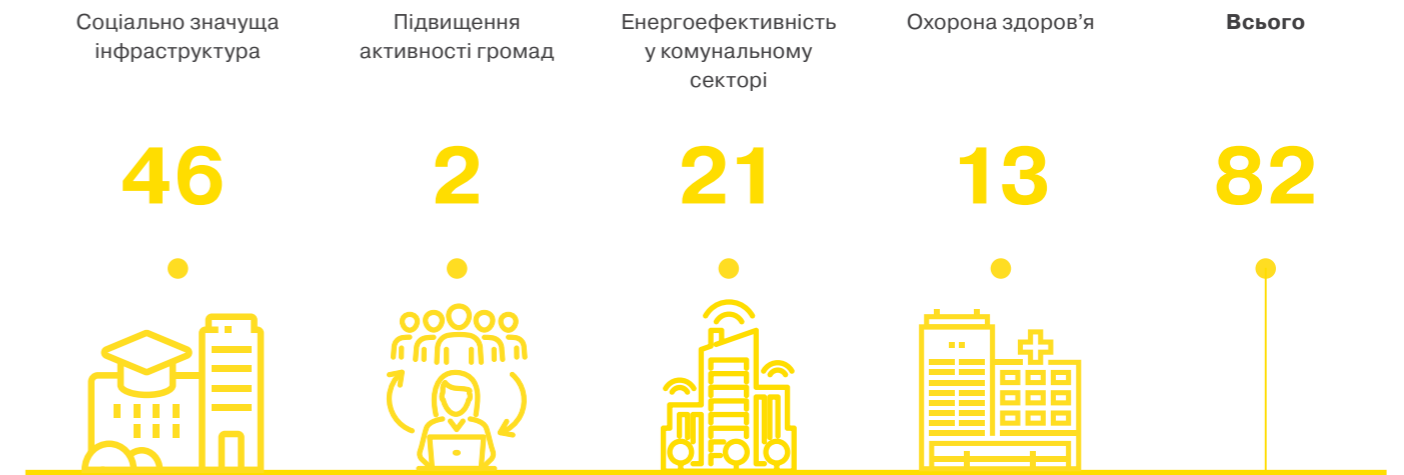 Соціально значуща
інфраструктура
46
Підвищення
активності громад
2
Енергоефективність
у комунальному
секторі
21
Охорона здоров’я
13
Всього
82